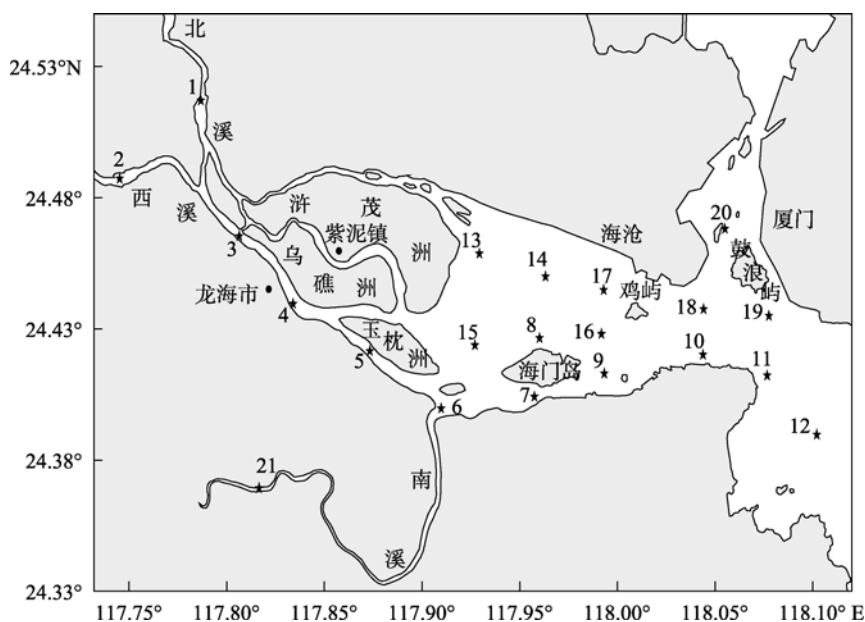 北
24.53°N
1
溪
2
24.48°
西
溪
浒
茂
洲
紫泥镇
3
乌
礁
洲
龙海市
4
13
14
海沧
17
鸡屿
20
厦门
鼓
浪
屿
18
19
24.43°
玉
枕
洲
5
15
8
16
海门岛
9
10
11
7
6
12
24.38°
21
南
溪
24.33°
117.75° 117.80° 117.85° 117.90° 117.95° 118.00° 118.05° 118.10° E